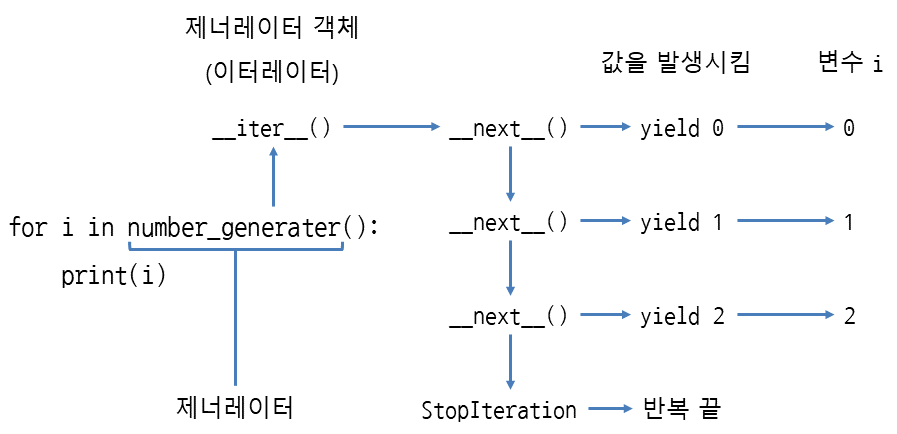 제너레이터 객체
(이터레이터)
값을 발생시킴
변수 i
__iter__()
__next__()
yield 0
0
for i in number_generater():
__next__()
yield 1
1
print(i)
__next__()
yield 2
2
제너레이터
StopIteration
반복 끝